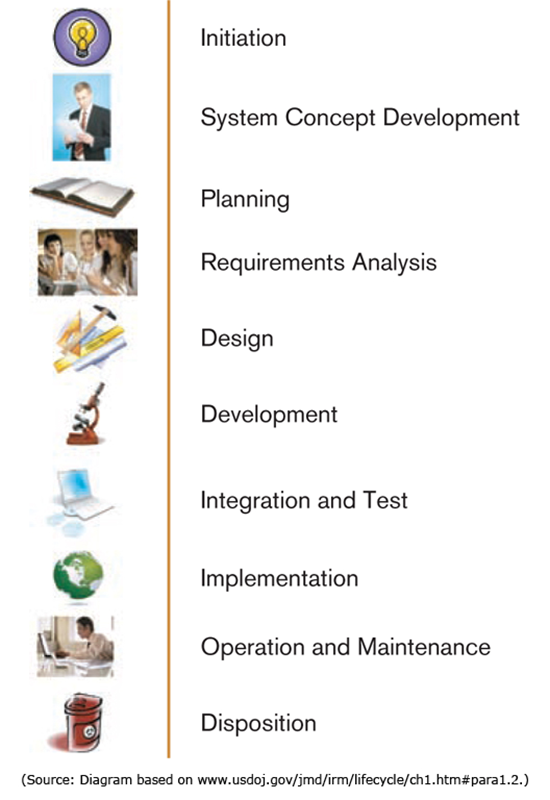 Initiation
System Concept Development
Planning
Requirements Analysis
Design
Development
Integration and Test
Implementation
Operation and Maintenance
Disposition
(Source: Diagram based on www.usdoj.gov/jmd/irm/lifecycle/ch1.htm#para1.2.)